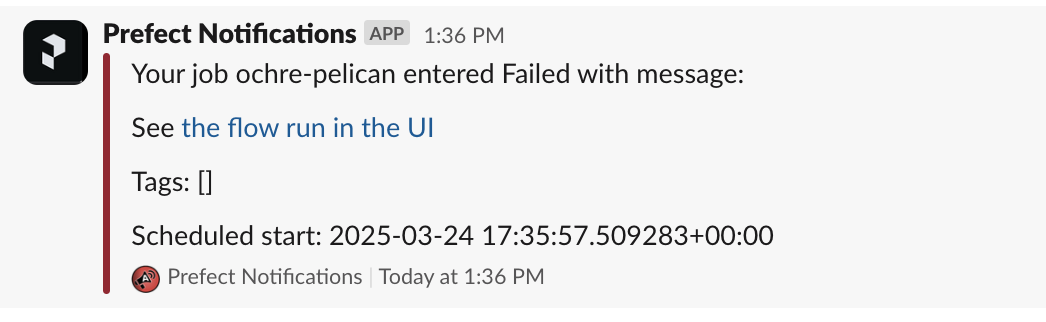 Prefect Notifications APP 1:36 PM
Your job ochre-pelican entered Failed with message:
See the flow run in the UI
Tags: []
Scheduled start: 2025-03-24 17:35:57.509283+00:00
Prefect Notifications | Today at 1:36 PM